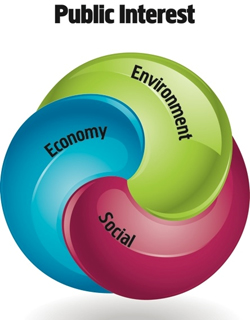 Public Interest
Environment
Economy
Social